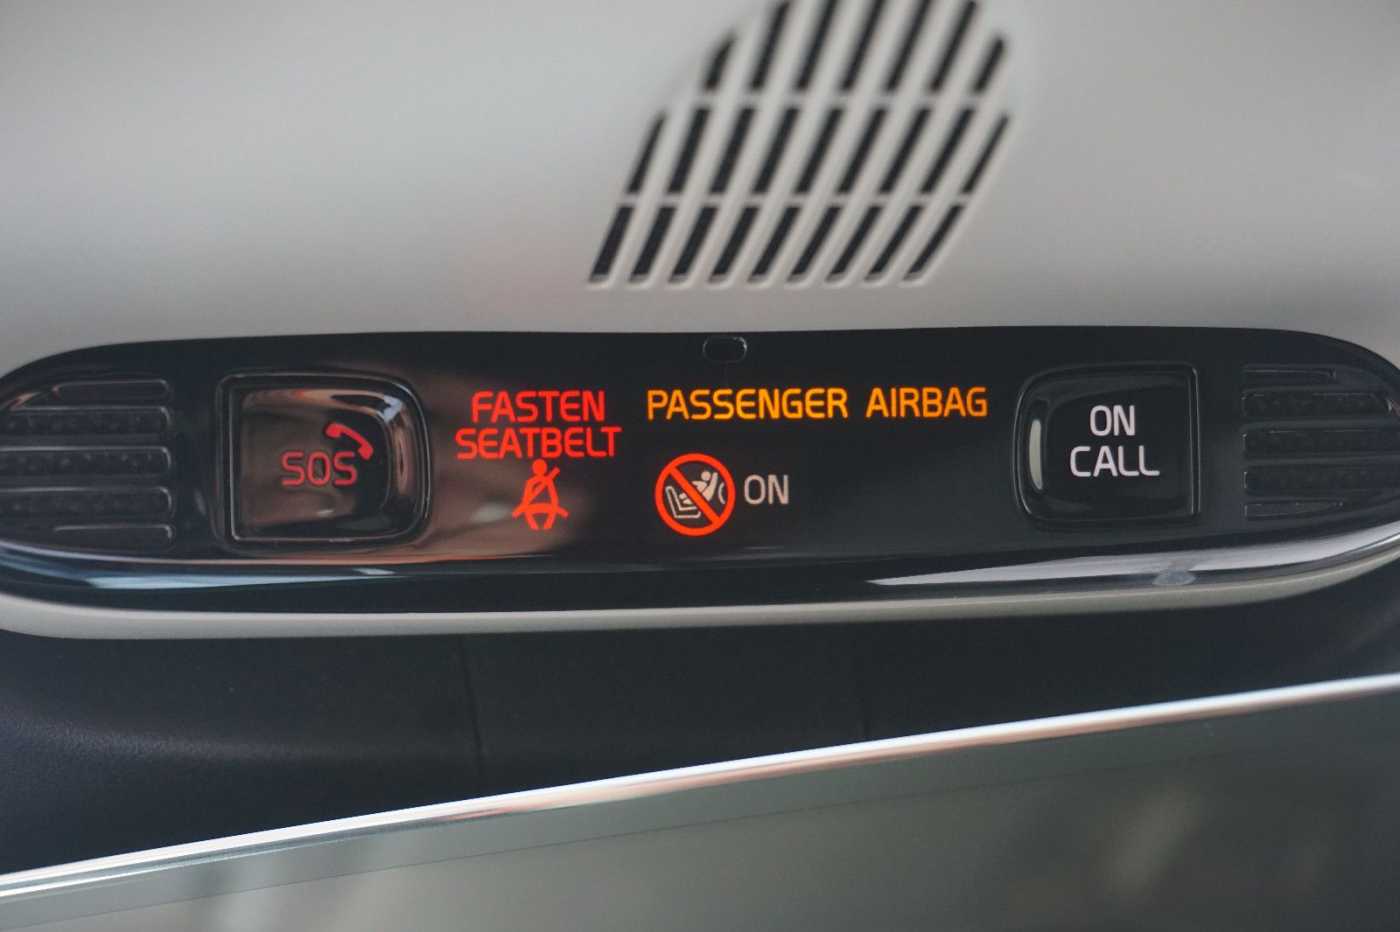 SOS
FASTEN
SEATBELT
PASSENGER AIRBAG
ON
ON
CALL